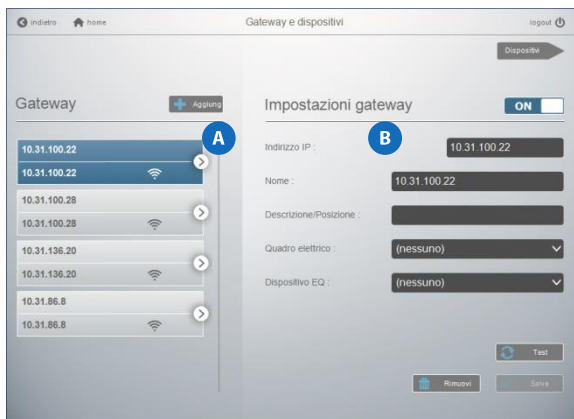 indietro home Gateway e dispositivi logout
Dispositivi
Gateway Aggiung
A
10.31.100.22
10.31.100.22
10.31.100.28
10.31.100.28
10.31.136.20
10.31.136.20
10.31.86.8
10.31.86.8
Impostazioni gateway ON
B
Indirizzo IP : 10.31.100.22
Nome : 10.31.100.22
Descrizione/Posizione :
Quadro elettrico : (nessuno)
Dispositivo EQ : (nessuno)
Test
Rimuovi Salva